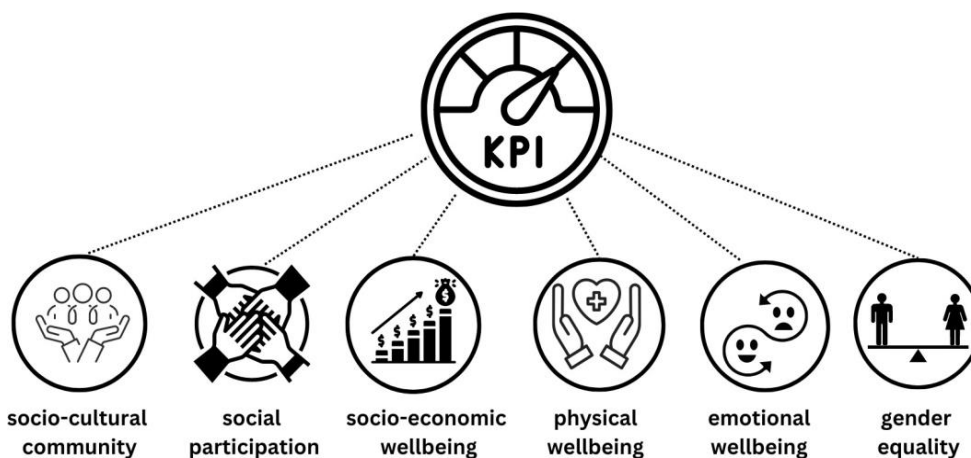 KPI
socio-cultural
community
social
participation
socio-economic
wellbeing
physical
wellbeing
emotional
wellbeing
gender
equality